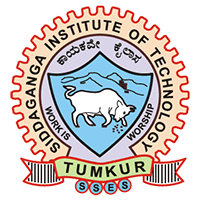 SIDDAGANGA INSTITUTE OF TECHNOLOGY
ಕಾಯಕವೇ ಕೈಲಾಸ
WORK IS WORSHIP
TUMKUR
SSES